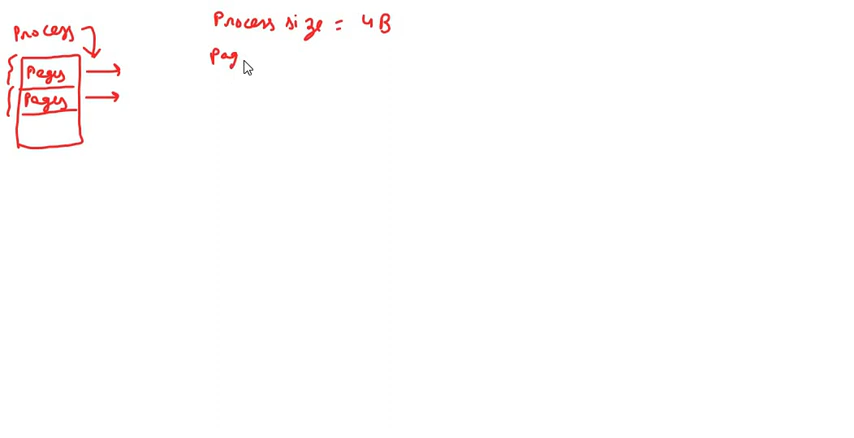 Process
Pages
Pages
Process size = 4B
Pag